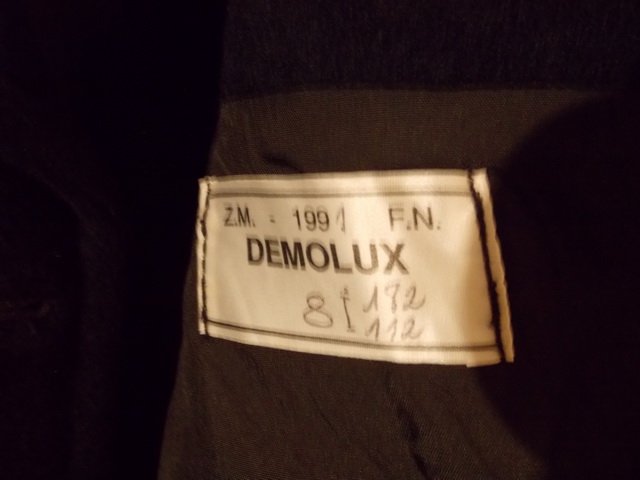 Z.M. - 1991 F.N.
DEMOLUX
8 I 182
112